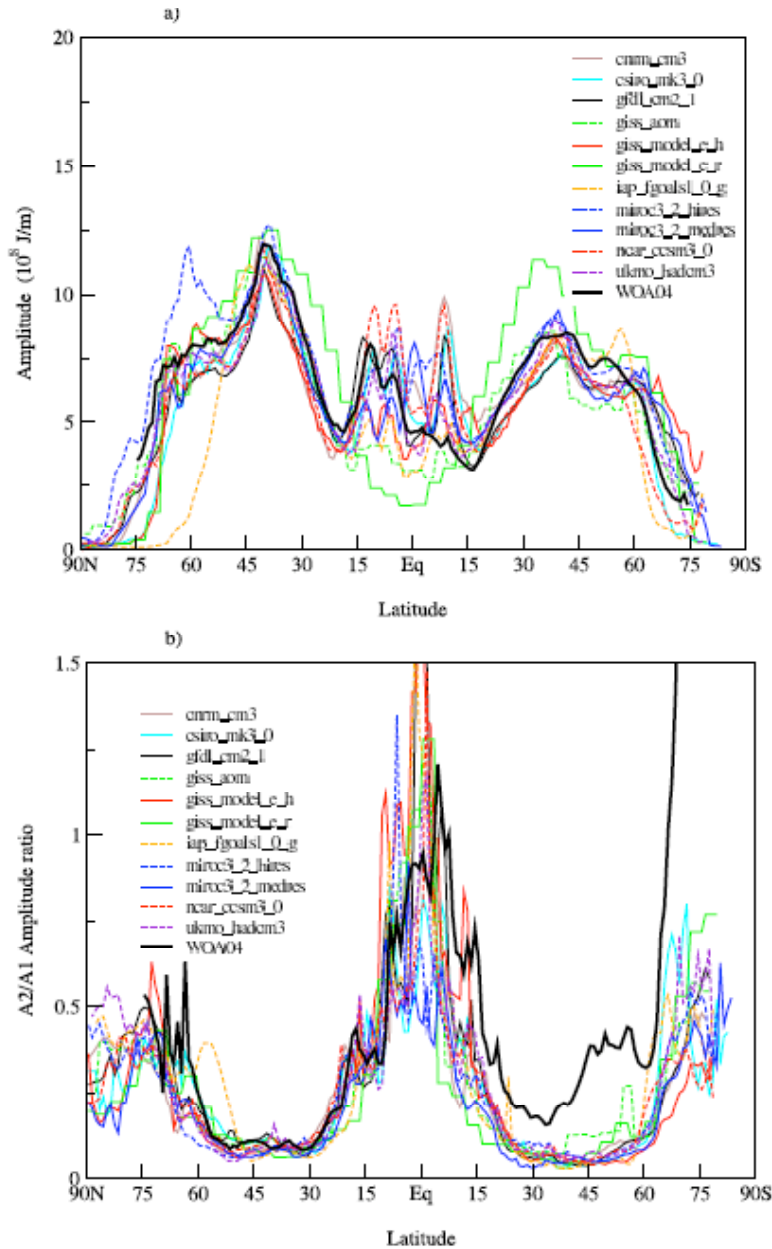 a)
20
15
10
5
0
Amplitude (10⁸ J/m)
cnrm_cm3
csiro_mk3_0
gfdl_cm2_1
giss_aom
giss_model_e_h
giss_model_e_r
iap_fgoals1_0_g
miroc3_2_hires
miroc3_2_medres
ncar_ccsm3_0
ukmo_hadcm3
WOA04
90N 75 60 45 30 15 Eq 15 30 45 60 75 90S
Latitude
b)
1.5
1
0.5
0
A2/A1 Amplitude ratio
cnrm_cm3
csiro_mk3_0
gfdl_cm2_1
giss_aom
giss_model_e_h
giss_model_e_r
iap_fgoals1_0_g
miroc3_2_hires
miroc3_2_medres
ncar_ccsm3_0
ukmo_hadcm3
WOA04
90N 75 60 45 30 15 Eq 15 30 45 60 75 90S
Latitude